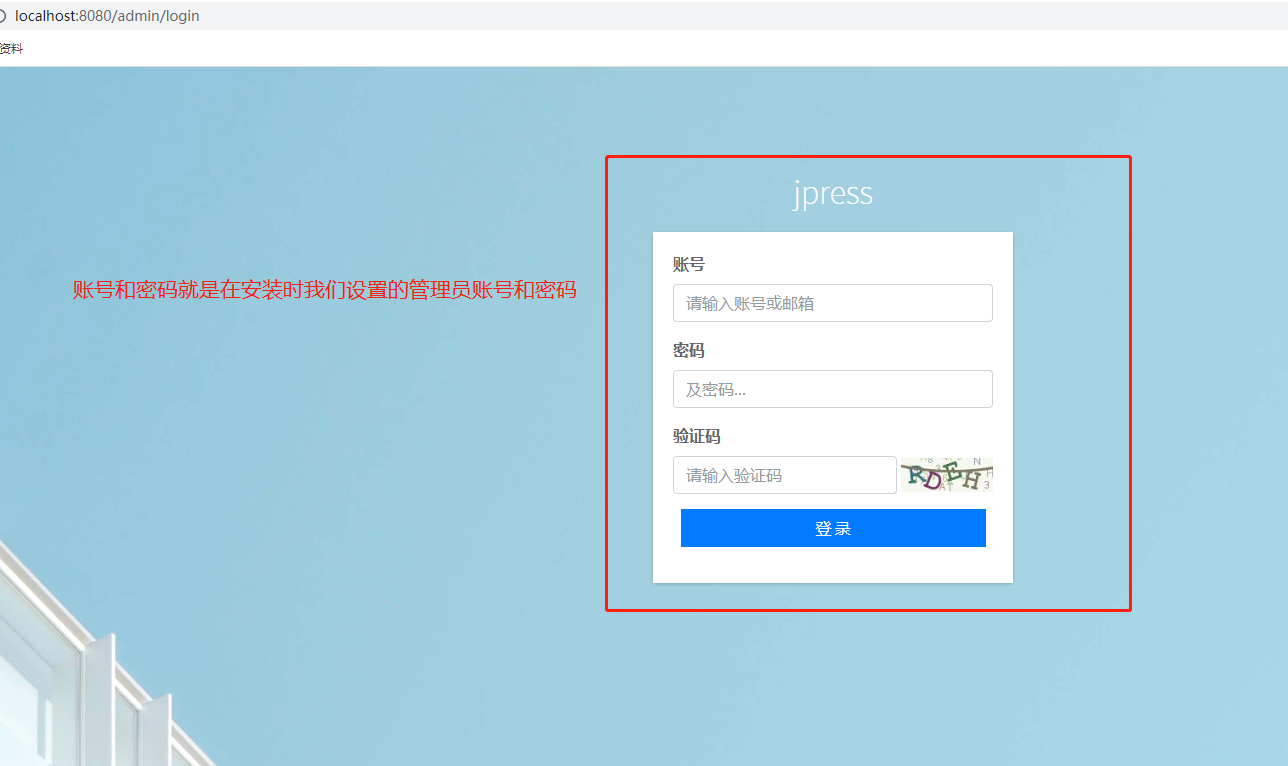 localhost:8080/admin/login
资料
jpress
账号
账号和密码就是在安装时我们设置的管理员账号和密码
请输入账号或邮箱
密码
及密码...
验证码
请输入验证码
RDEH
登录